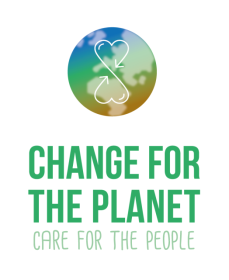 CHANGE FOR
THE PLANET
CARE FOR THE PEOPLE